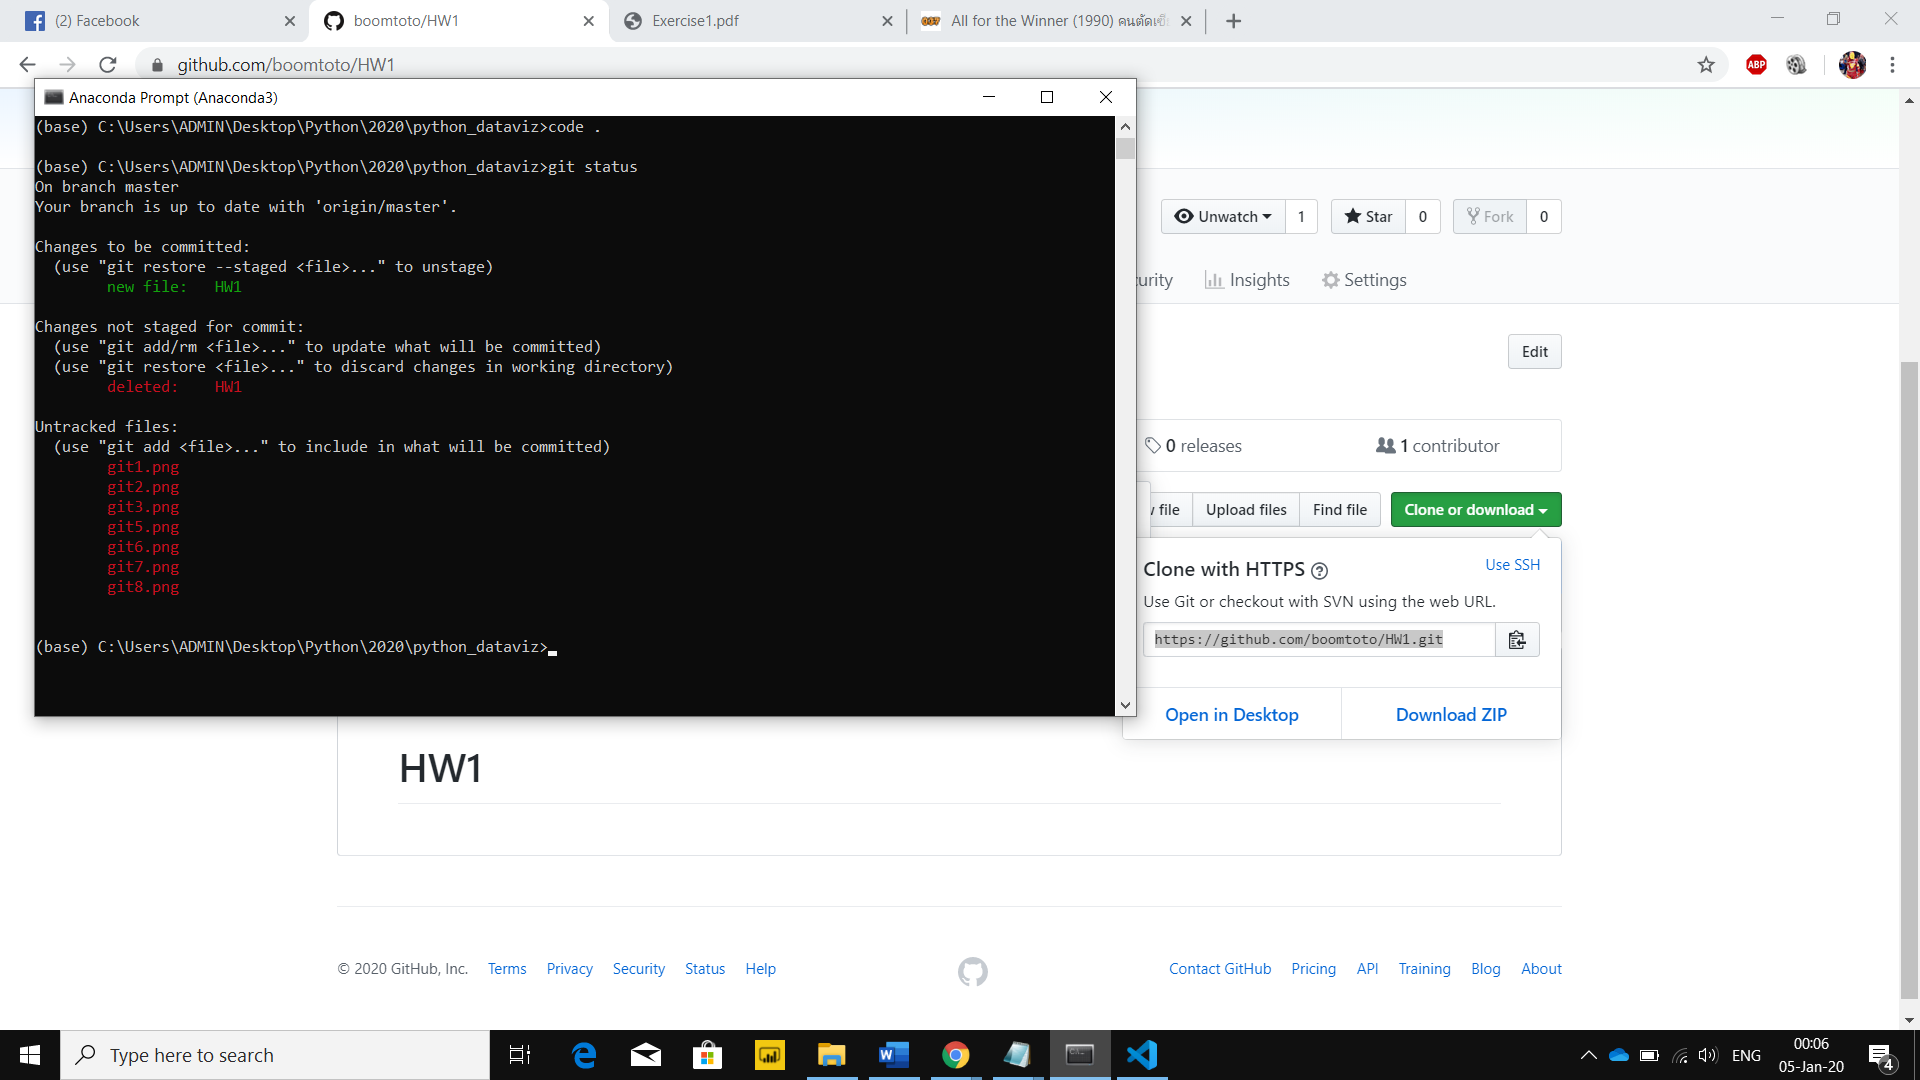 (2) Facebook
boomtoto/HW1
Exercise1.pdf
All for the Winner (1990) คนตัดเซี
github.com/boomtoto/HW1
ABP
Anaconda Prompt (Anaconda3)
(base) C:\Users\ADMIN\Desktop\Python\2020\python_dataviz>code .
(base) C:\Users\ADMIN\Desktop\Python\2020\python_dataviz>git status
On branch master
Your branch is up to date with 'origin/master'.
Changes to be committed:
(use "git restore --staged <file>..." to unstage)
new file:   HW1
Changes not staged for commit:
(use "git add/rm <file>..." to update what will be committed)
(use "git restore <file>..." to discard changes in working directory)
deleted:    HW1
Untracked files:
(use "git add <file>..." to include in what will be committed)
git1.png
git2.png
git3.png
git5.png
git6.png
git7.png
git8.png
(base) C:\Users\ADMIN\Desktop\Python\2020\python_dataviz>
Unwatch 1 Star 0 Fork 0
curity Insights Settings
Edit
0 releases 1 contributor
file Upload files Find file Clone or download
Clone with HTTPS Use SSH
Use Git or checkout with SVN using the web URL.
https://github.com/boomtoto/HW1.git
Open in Desktop Download ZIP
HW1
© 2020 GitHub, Inc. Terms Privacy Security Status Help Contact GitHub Pricing API Training Blog About
Type here to search
ENG
00:06
05-Jan-20
4